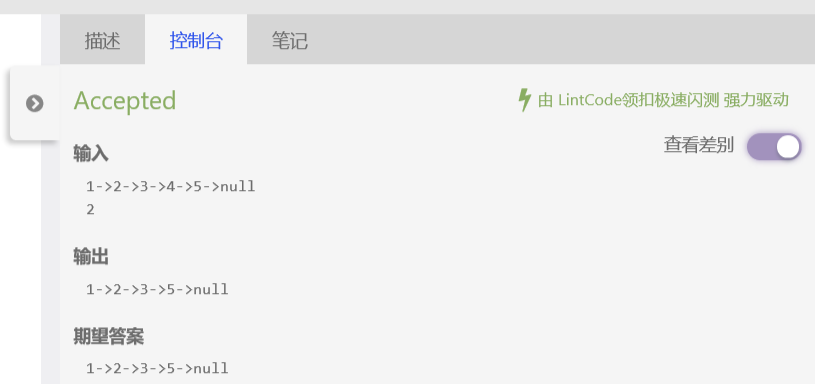 描述 控制台 笔记
Accepted 由 LintCode领扣极速闪测 强力驱动
查看差别
输入
1->2->3->4->5->null
2
输出
1->2->3->5->null
期望答案
1->2->3->5->null